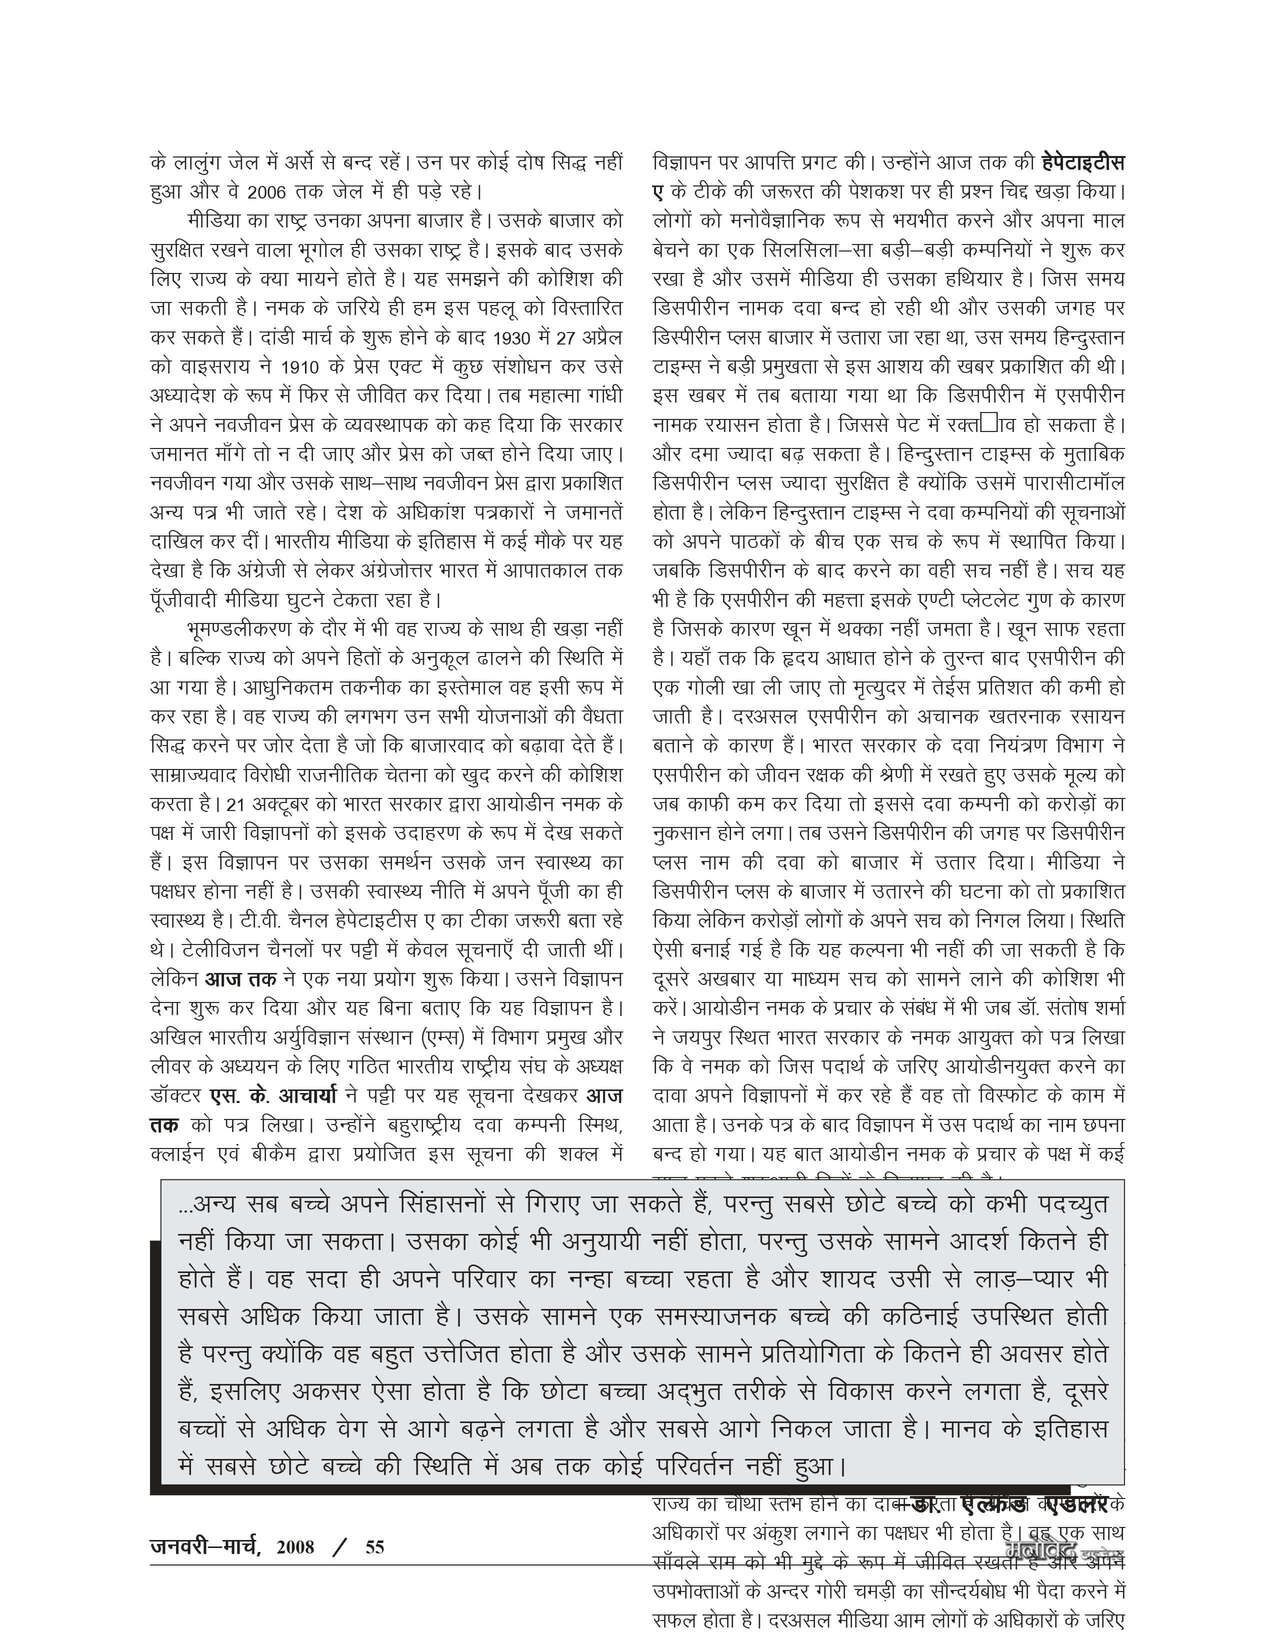 के लालुंग जेल में अर्से से बन्द रहें। उन पर कोई दोष सिद्ध नहीं
हुआ और वे 2006 तक जेल में ही पड़े रहे।
मीडिया का राष्ट्र उनका अपना बाजार है। उसके बाजार को
सुरक्षित रखने वाला भूगोल ही उसका राष्ट्र है। इसके बाद उसके
लिए राज्य के क्या मायने होते है। यह समझने की कोशिश की
जा सकती है। नमक के जरिये ही हम इस पहलू को विस्तारित
कर सकते हैं। दांडी मार्च के शुरू होने के बाद 1930 में 27 अप्रैल
को वाइसराय ने 1910 के प्रेस एक्ट में कुछ संशोधन कर उसे
अध्यादेश के रूप में फिर से जीवित कर दिया। तब महात्मा गांधी
ने अपने नवजीवन प्रेस के व्यवस्थापक को कह दिया कि सरकार
जमानत माँगे तो न दी जाए और प्रेस को जब्त होने दिया जाए।
नवजीवन गया और उसके साथ–साथ नवजीवन प्रेस द्वारा प्रकाशित
अन्य पत्र भी जाते रहे। देश के अधिकांश पत्रकारों ने जमानतें
दाखिल कर दीं। भारतीय मीडिया के इतिहास में कई मौके पर यह
देखा है कि अंग्रेजी से लेकर अंग्रेजोत्तर भारत में आपातकाल तक
पूँजीवादी मीडिया घुटने टेकता रहा है।
भूमण्डलीकरण के दौर में भी वह राज्य के साथ ही खड़ा नहीं
है। बल्कि राज्य को अपने हितों के अनुकूल ढालने की स्थिति में
आ गया है। आधुनिकतम तकनीक का इस्तेमाल वह इसी रूप में
कर रहा है। वह राज्य की लगभग उन सभी योजनाओं की वैधता
सिद्ध करने पर जोर देता है जो कि बाजारवाद को बढ़ावा देते हैं।
साम्राज्यवाद विरोधी राजनीतिक चेतना को खुद करने की कोशिश
करता है। 21 अक्टूबर को भारत सरकार द्वारा आयोडीन नमक के
पक्ष में जारी विज्ञापनों को इसके उदाहरण के रूप में देख सकते
हैं। इस विज्ञापन पर उसका समर्थन उसके जन स्वास्थ्य का
पक्षधर होना नहीं है। उसकी स्वास्थ्य नीति में अपने पूँजी का ही
स्वास्थ्य है। टी.वी. चैनल हेपेटाइटीस ए का टीका जरूरी बता रहे
थे। टेलीविजन चैनलों पर पट्टी में केवल सूचनाएँ दी जाती थीं।
लेकिन आज तक ने एक नया प्रयोग शुरू किया। उसने विज्ञापन
देना शुरू कर दिया और यह बिना बताए कि यह विज्ञापन है।
अखिल भारतीय अर्युविज्ञान संस्थान (एम्स) में विभाग प्रमुख और
लीवर के अध्ययन के लिए गठित भारतीय राष्ट्रीय संघ के अध्यक्ष
डॉक्टर एस. के. आचार्या ने पट्टी पर यह सूचना देखकर आज
तक को पत्र लिखा। उन्होंने बहुराष्ट्रीय दवा कम्पनी स्मिथ,
क्लाईन एवं बीकैम द्वारा प्रयोजित इस सूचना की शक्ल में
विज्ञापन पर आपत्ति प्रगट की। उन्होंने आज तक की हेपेटाइटीस
ए के टीके की जरूरत की पेशकश पर ही प्रश्न चिह्न खड़ा किया।
लोगों को मनोवैज्ञानिक रूप से भयभीत करने और अपना माल
बेचने का एक सिलसिला–सा बड़ी–बड़ी कम्पनियों ने शुरू कर
रखा है और उसमें मीडिया ही उसका हथियार है। जिस समय
डिसपीरीन नामक दवा बन्द हो रही थी और उसकी जगह पर
डिस्पीरीन प्लस बाजार में उतारा जा रहा था, उस समय हिन्दुस्तान
टाइम्स ने बड़ी प्रमुखता से इस आशय की खबर प्रकाशित की थी।
इस खबर में तब बताया गया था कि डिसपीरीन में एसपीरीन
नामक रयासन होता है। जिससे पेट में रक्त□ाव हो सकता है।
और दमा ज्यादा बढ़ सकता है। हिन्दुस्तान टाइम्स के मुताबिक
डिसपीरीन प्लस ज्यादा सुरक्षित है क्योंकि उसमें पारासीटामॉल
होता है। लेकिन हिन्दुस्तान टाइम्स ने दवा कम्पनियों की सूचनाओं
को अपने पाठकों के बीच एक सच के रूप में स्थापित किया।
जबकि डिसपीरीन के बाद करने का वही सच नहीं है। सच यह
भी है कि एसपीरीन की महत्ता इसके एण्टी प्लेटलेट गुण के कारण
है जिसके कारण खून में थक्का नहीं जमता है। खून साफ रहता
है। यहाँ तक कि हृदय आधात होने के तुरन्त बाद एसपीरीन की
एक गोली खा ली जाए तो मृत्युदर में तेईस प्रतिशत की कमी हो
जाती है। दरअसल एसपीरीन को अचानक खतरनाक रसायन
बताने के कारण हैं। भारत सरकार के दवा नियंत्रण विभाग ने
एसपीरीन को जीवन रक्षक की श्रेणी में रखते हुए उसके मूल्य को
जब काफी कम कर दिया तो इससे दवा कम्पनी को करोड़ों का
नुकसान होने लगा। तब उसने डिसपीरीन की जगह पर डिसपीरीन
प्लस नाम की दवा को बाजार में उतार दिया। मीडिया ने
डिसपीरीन प्लस के बाजार में उतारने की घटना को तो प्रकाशित
किया लेकिन करोड़ों लोगों के अपने सच को निगल लिया। स्थिति
ऐसी बनाई गई है कि यह कल्पना भी नहीं की जा सकती है कि
दूसरे अखबार या माध्यम सच को सामने लाने की कोशिश भी
करें। आयोडीन नमक के प्रचार के संबंध में भी जब डॉ. संतोष शर्मा
ने जयपुर स्थित भारत सरकार के नमक आयुक्त को पत्र लिखा
कि वे नमक को जिस पदार्थ के जरिए आयोडीनयुक्त करने का
दावा अपने विज्ञापनों में कर रहे हैं वह तो विस्फोट के काम में
आता है। उनके पत्र के बाद विज्ञापन में उस पदार्थ का नाम छपना
बन्द हो गया। यह बात आयोडीन नमक के प्रचार के पक्ष में कई
...अन्य सब बच्चे अपने सिंहासनों से गिराए जा सकते हैं, परन्तु सबसे छोटे बच्चे को कभी पदच्युत
नहीं किया जा सकता। उसका कोई भी अनुयायी नहीं होता, परन्तु उसके सामने आदर्श कितने ही
होते हैं। वह सदा ही अपने परिवार का नन्हा बच्चा रहता है और शायद उसी से लाड़–प्यार भी
सबसे अधिक किया जाता है। उसके सामने एक समस्याजनक बच्चे की कठिनाई उपस्थित होती
है परन्तु क्योंकि वह बहुत उत्तेजित होता है और उसके सामने प्रतियोगिता के कितने ही अवसर होते
हैं, इसलिए अकसर ऐसा होता है कि छोटा बच्चा अद्भुत तरीके से विकास करने लगता है, दूसरे
बच्चों से अधिक वेग से आगे बढ़ने लगता है और सबसे आगे निकल जाता है। मानव के इतिहास
में सबसे छोटे बच्चे की स्थिति में अब तक कोई परिवर्तन नहीं हुआ।
–डा. एल्फ्रेड एडलर
राज्य का चौथा स्तंभ होने का दावा करता है के
अधिकारों पर अंकुश लगाने का पक्षधर भी होता है। वह एक साथ
साँवले राम को भी मुद्दे के रूप में जीवित रखता है और अपने
उपभोक्ताओं के अन्दर गोरी चमड़ी का सौन्दर्यबोध भी पैदा करने में
सफल होता है। दरअसल मीडिया आम लोगों के अधिकारों के जरिए
जनवरी–मार्च, 2008 / 55